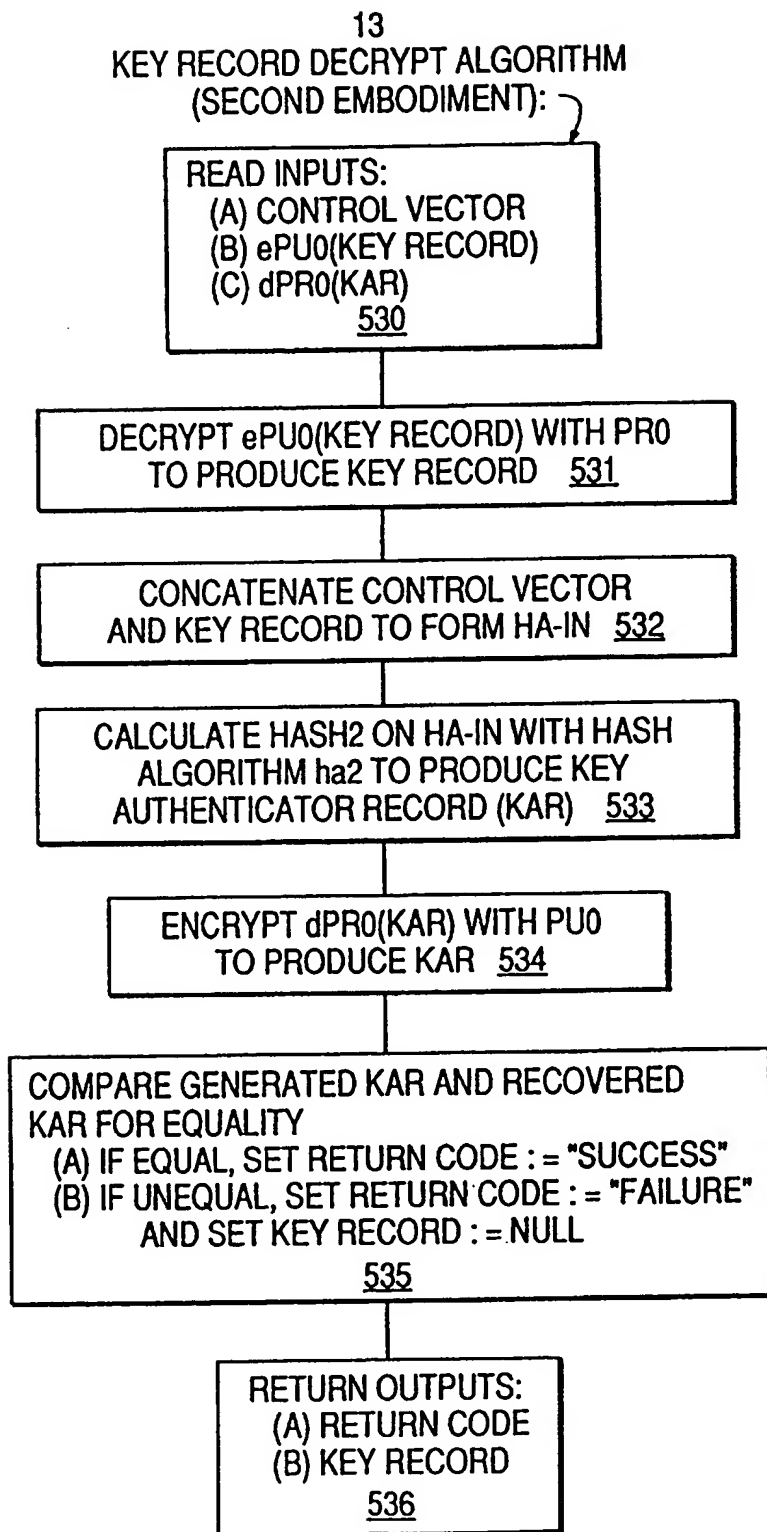 13
KEY RECORD DECRYPT ALGORITHM
(SECOND EMBODIMENT):
READ INPUTS:
(A) CONTROL VECTOR
(B) ePU0(KEY RECORD)
(C) dPR0(KAR)
530
DECRYPT ePU0(KEY RECORD) WITH PR0
TO PRODUCE KEY RECORD 531
CONCATENATE CONTROL VECTOR
AND KEY RECORD TO FORM HA-IN 532
CALCULATE HASH2 ON HA-IN WITH HASH
ALGORITHM ha2 TO PRODUCE KEY
AUTHENTICATOR RECORD (KAR) 533
ENCRYPT dPR0(KAR) WITH PU0
TO PRODUCE KAR 534
COMPARE GENERATED KAR AND RECOVERED
KAR FOR EQUALITY
(A) IF EQUAL, SET RETURN CODE : = "SUCCESS"
(B) IF UNEQUAL, SET RETURN CODE : = "FAILURE"
AND SET KEY RECORD : = NULL
535
RETURN OUTPUTS:
(A) RETURN CODE
(B) KEY RECORD
536